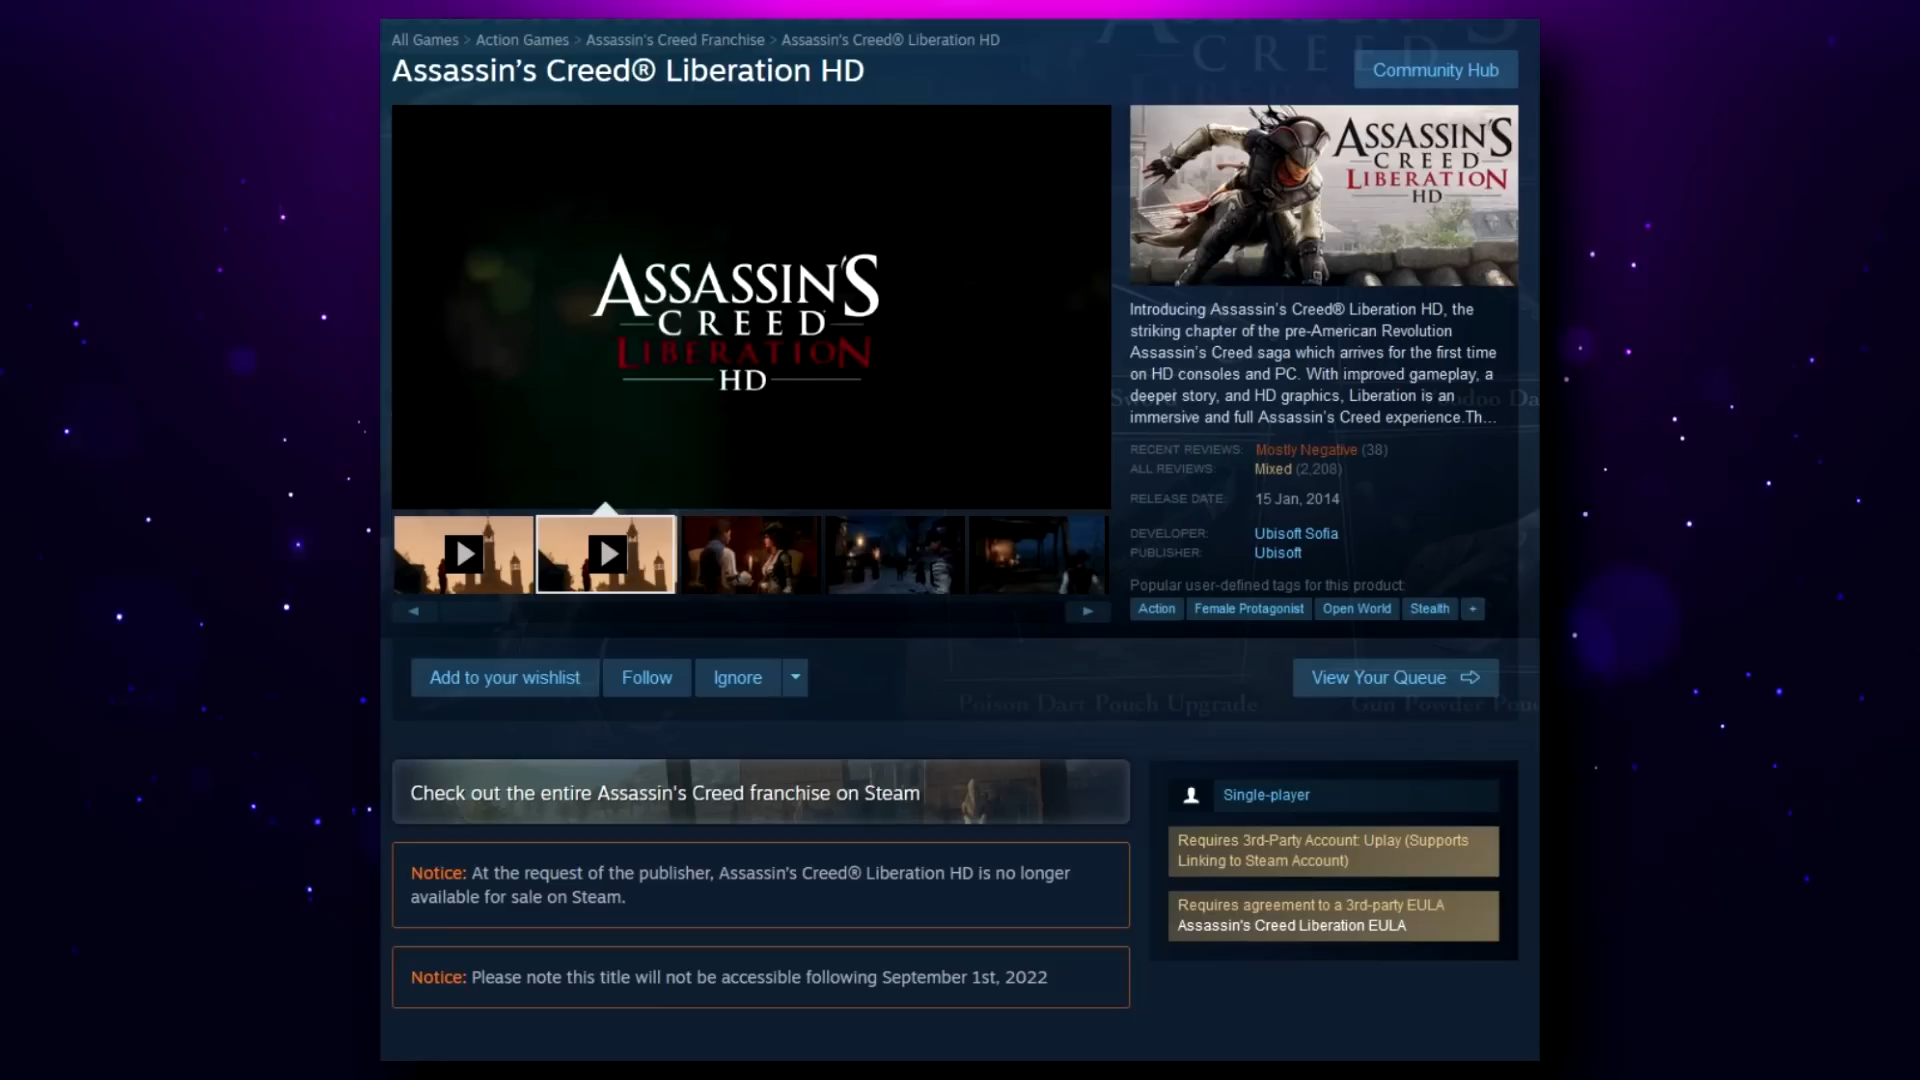 All Games > Action Games > Assassin's Creed Franchise > Assassin's Creed® Liberation HD
Assassin's Creed® Liberation HD
Community Hub
ASSASSIN'S
CREED
LIBERATION
HD
ASSASSIN'S
CREED
LIBERATION
HD
Introducing Assassin's Creed® Liberation HD, the
striking chapter of the pre-American Revolution
Assassin's Creed saga which arrives for the first time
on HD consoles and PC. With improved gameplay, a
deeper story, and HD graphics, Liberation is an
immersive and full Assassin's Creed experience.Th...
RECENT REVIEWS: Mostly Negative (38)
ALL REVIEWS: Mixed (2,208)
RELEASE DATE: 15 Jan, 2014
DEVELOPER: Ubisoft Sofia
PUBLISHER: Ubisoft
Popular user-defined tags for this product:
Action Female Protagonist Open World Stealth +
Add to your wishlist Follow Ignore View Your Queue
Poison Dart Pouch Upgrade Gun Powder
Check out the entire Assassin's Creed franchise on Steam
Single-player
Requires 3rd-Party Account: Uplay (Supports
Linking to Steam Account)
Notice: At the request of the publisher, Assassin's Creed® Liberation HD is no longer
available for sale on Steam.
Requires agreement to a 3rd-party EULA
Assassin's Creed Liberation EULA
Notice: Please note this title will not be accessible following September 1st, 2022